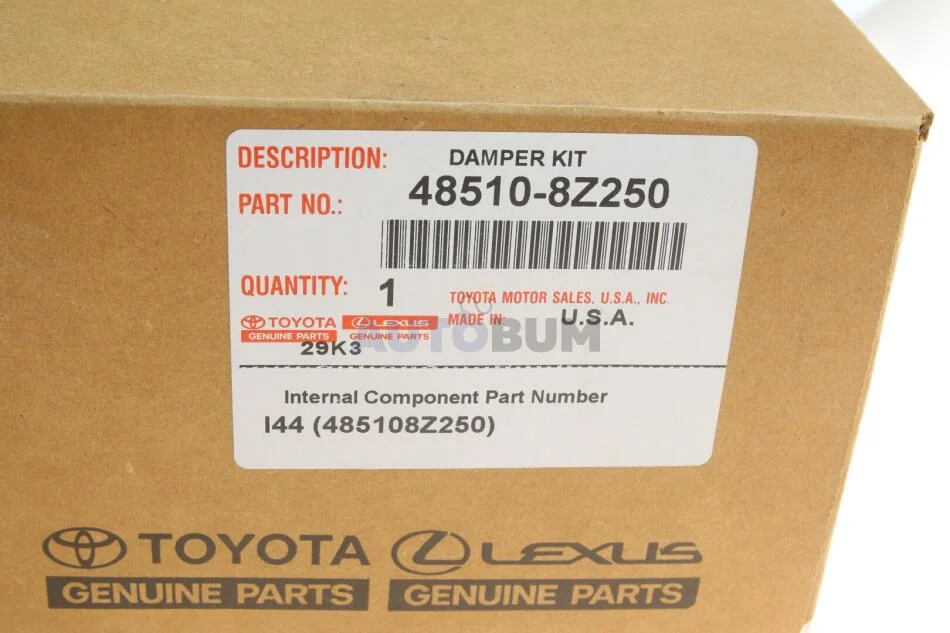 DESCRIPTION: DAMPER KIT
PART NO.: 48510-8Z250
QUANTITY: 1
TOYOTA MOTOR SALES, U.S.A., INC.
MADE IN: U.S.A.
TOYOTA LEXUS
GENUINE PARTS GENUINE PARTS
AUTOBUM
29K3
Internal Component Part Number
I44 (485108Z250)
TOYOTA LEXUS
GENUINE PARTS GENUINE PARTS